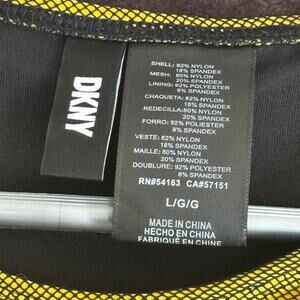 DKNY
SHELL: 82% NYLON
18% SPANDEX
MESH: 80% NYLON
20% SPANDEX
LINING: 92% POLYESTER
8% SPANDEX
CHAQUETA: 82% NYLON
18% SPANDEX
REDECILLA:80% NYLON
20% SPANDEX
FORRO: 92% POLYESTER
8% SPANDEX
VESTE: 82% NYLON
18% SPANDEX
MAILLE: 80% NYLON
20% SPANDEX
DOUBLURE: 92% POLYESTER
8% SPANDEX
RN#54163 CA#57151
L/G/G
MADE IN CHINA
HECHO EN CHINA
FABRIQUÉ EN CHINE